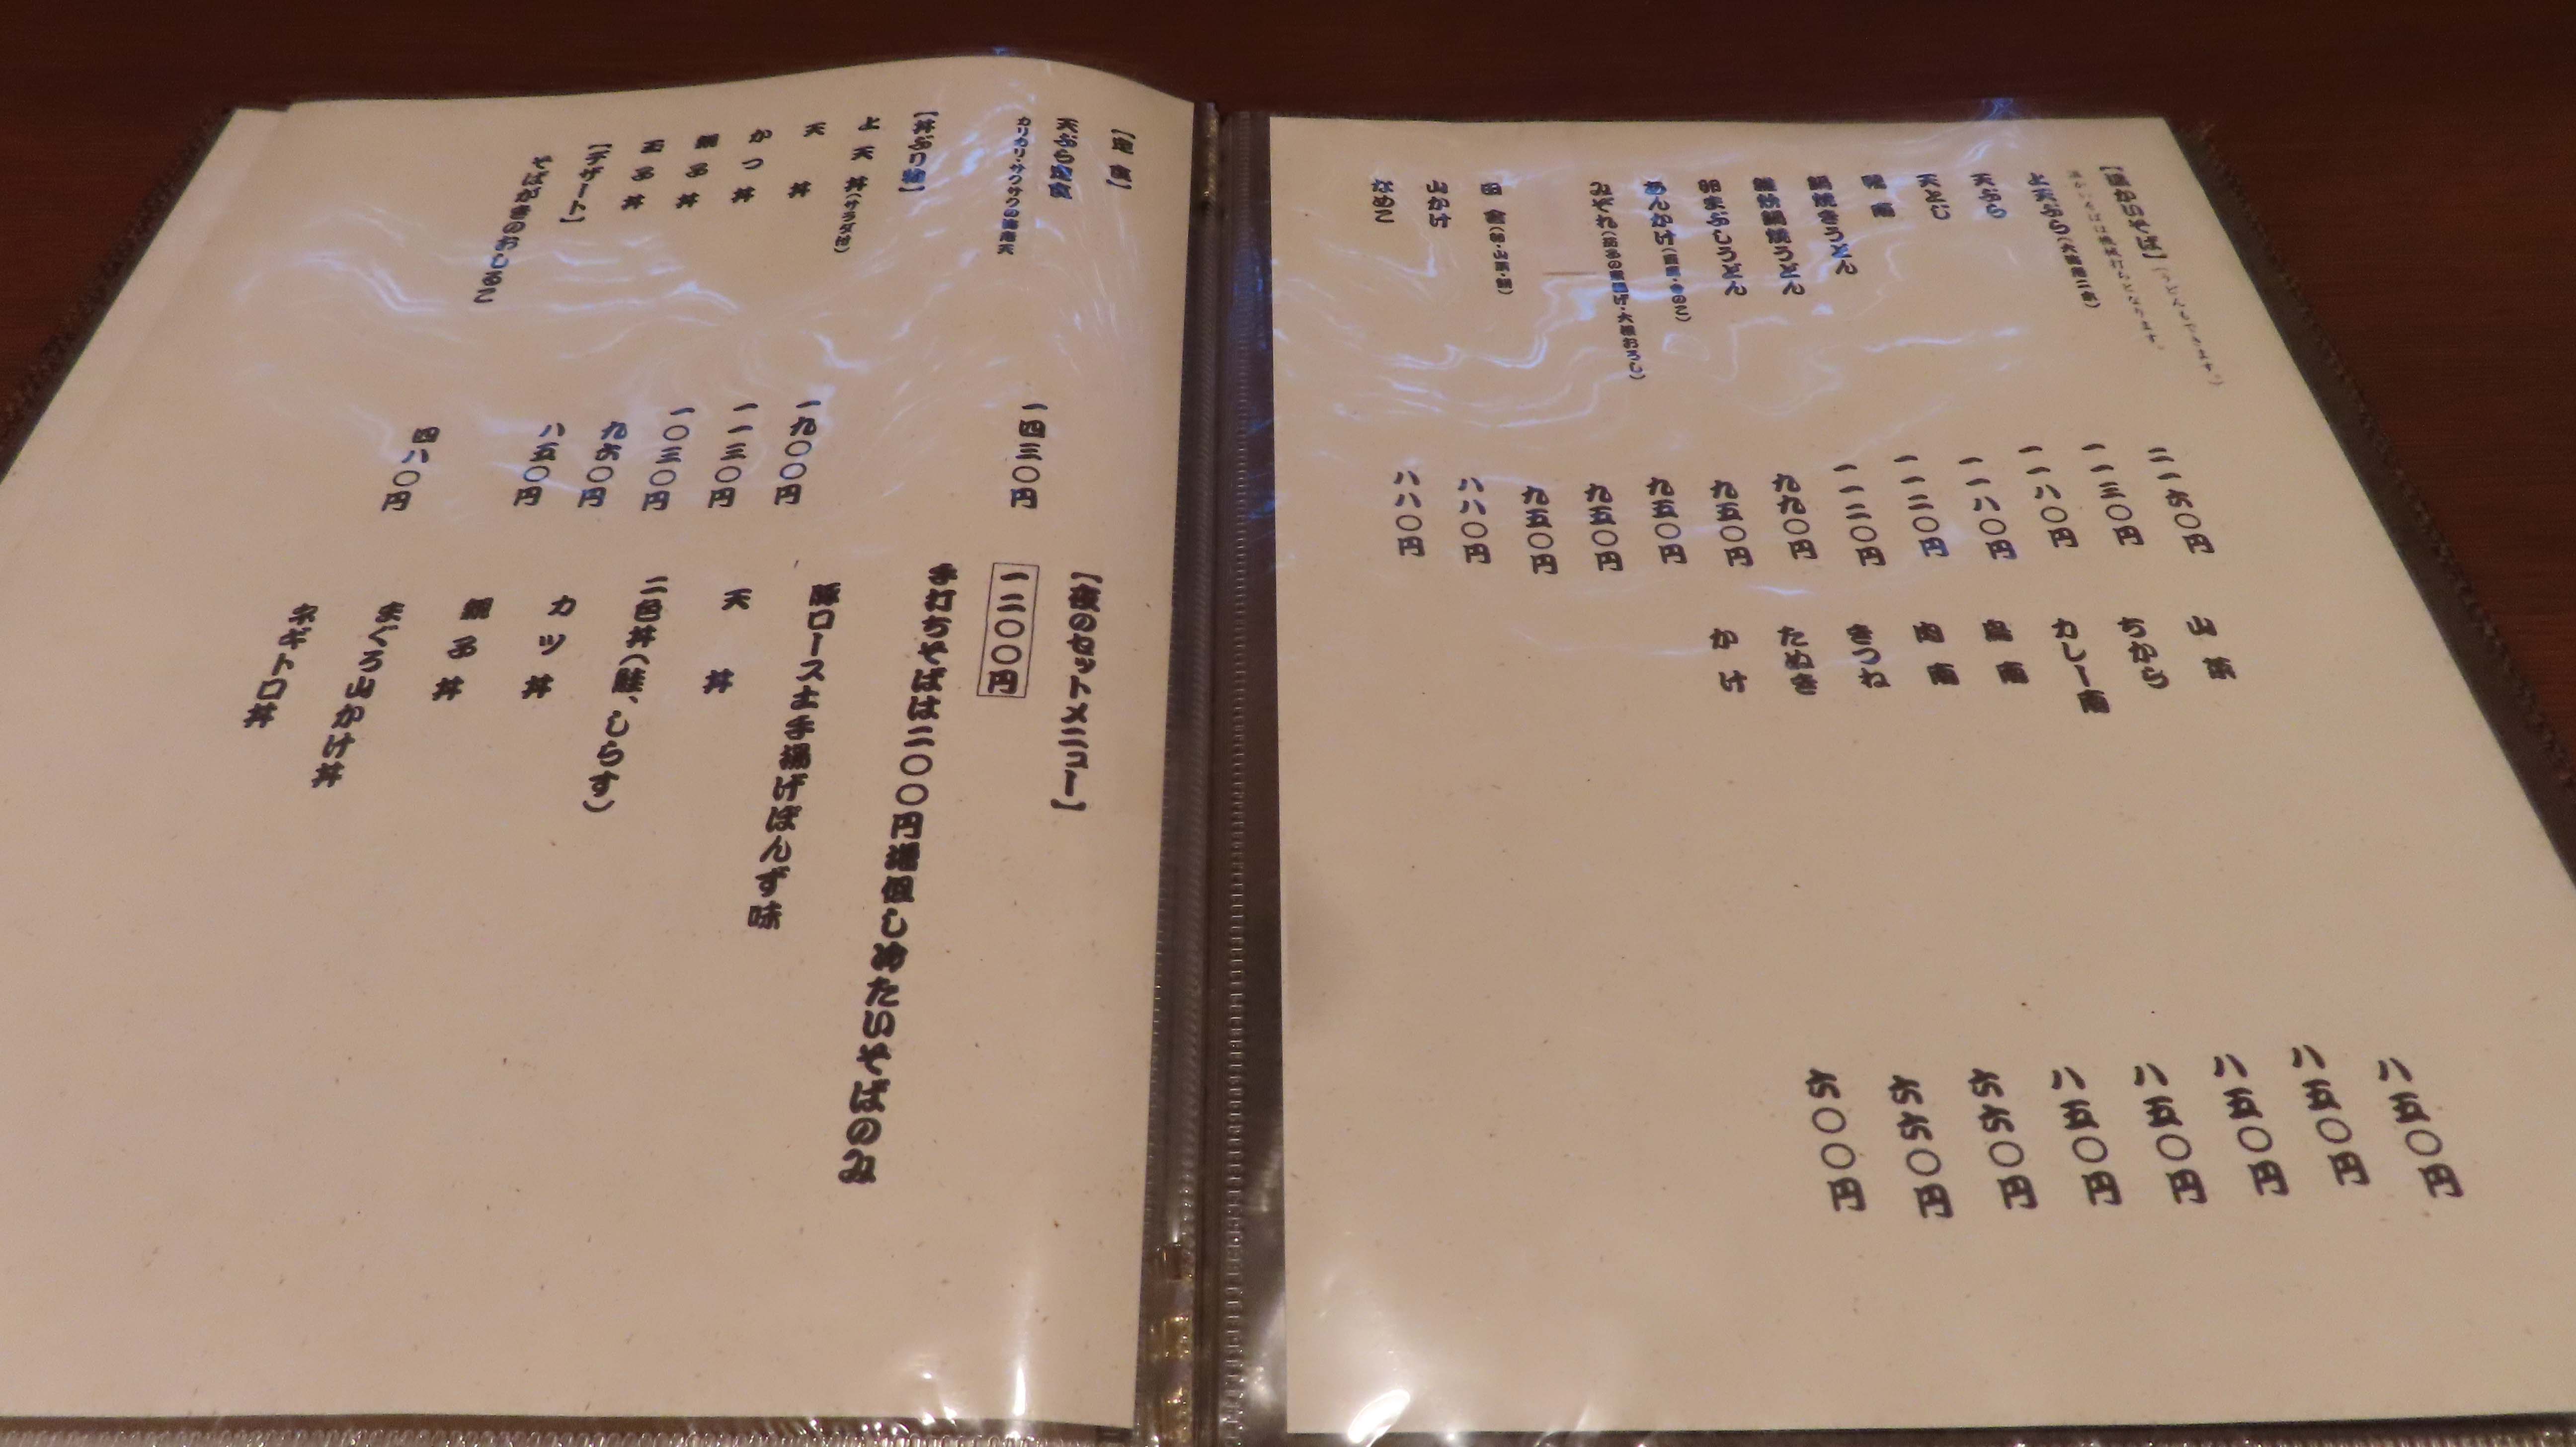 【温かいそば】(うどんもできます。)
上天ぷら(大海老二本)
二一六〇円
天ぷら
一一三〇円
天とじ
一一八〇円
鴨南
一一八〇円
鍋焼きうどん
一一二〇円
一一二〇円
九九〇円
あんかけ
九五〇円
みぞれ
九五〇円
九五〇円
田舎
九五〇円
山かけ
八八〇円
なめこ
八八〇円
山菜
八五〇円
ちから
八五〇円
カレー南
八五〇円
鳥南
八五〇円
肉南
八五〇円
きつね
六六〇円
たぬき
六六〇円
かけ
六〇〇円
天ぷら定食
一四三〇円
【丼ぶり物】
上天丼
一九〇〇円
天丼
一一三〇円
かつ丼
一〇三〇円
親子丼
九六〇円
玉子丼
八五〇円
【デザート】
そばがきのおしるこ
四八〇円
【夜のセットメニュー】
一二〇〇円
手打ちそばは二〇〇円増但しめたいそばのみ
豚ロース土手揚げぽんず味
天丼
二色丼(鮭、しらす)
カツ丼
親子丼
まぐろ山かけ丼
ネギトロ丼